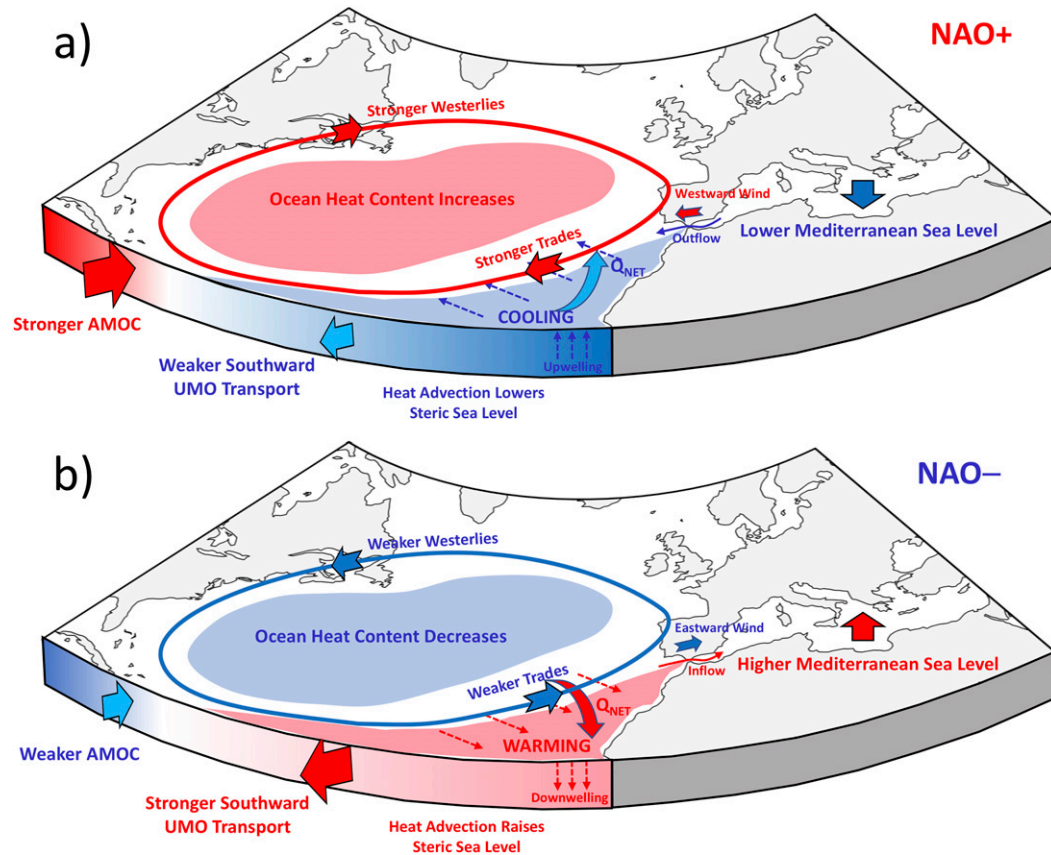 a)
NAO+
Stronger Westerlies
Ocean Heat Content Increases
Westward Wind
Outflow
Lower Mediterranean Sea Level
Stronger Trades
QNET
COOLING
Stronger AMOC
Upwelling
Weaker Southward
UMO Transport
Heat Advection Lowers
Steric Sea Level
b)
NAO−
Weaker Westerlies
Ocean Heat Content Decreases
Eastward Wind
Inflow
Higher Mediterranean Sea Level
Weaker Trades
QNET
WARMING
Weaker AMOC
Downwelling
Stronger Southward
UMO Transport
Heat Advection Raises
Steric Sea Level